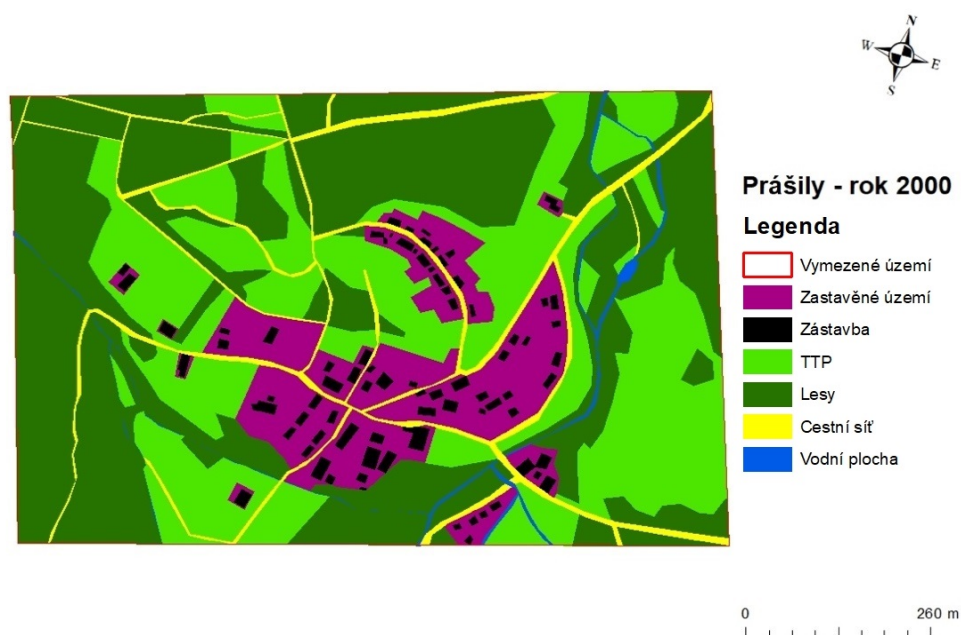 N
W
E
S
Prášily - rok 2000
Legenda
Vymezené území
Zastavěné území
Zástavba
TTP
Lesy
Cestní síť
Vodní plocha
0 260 m